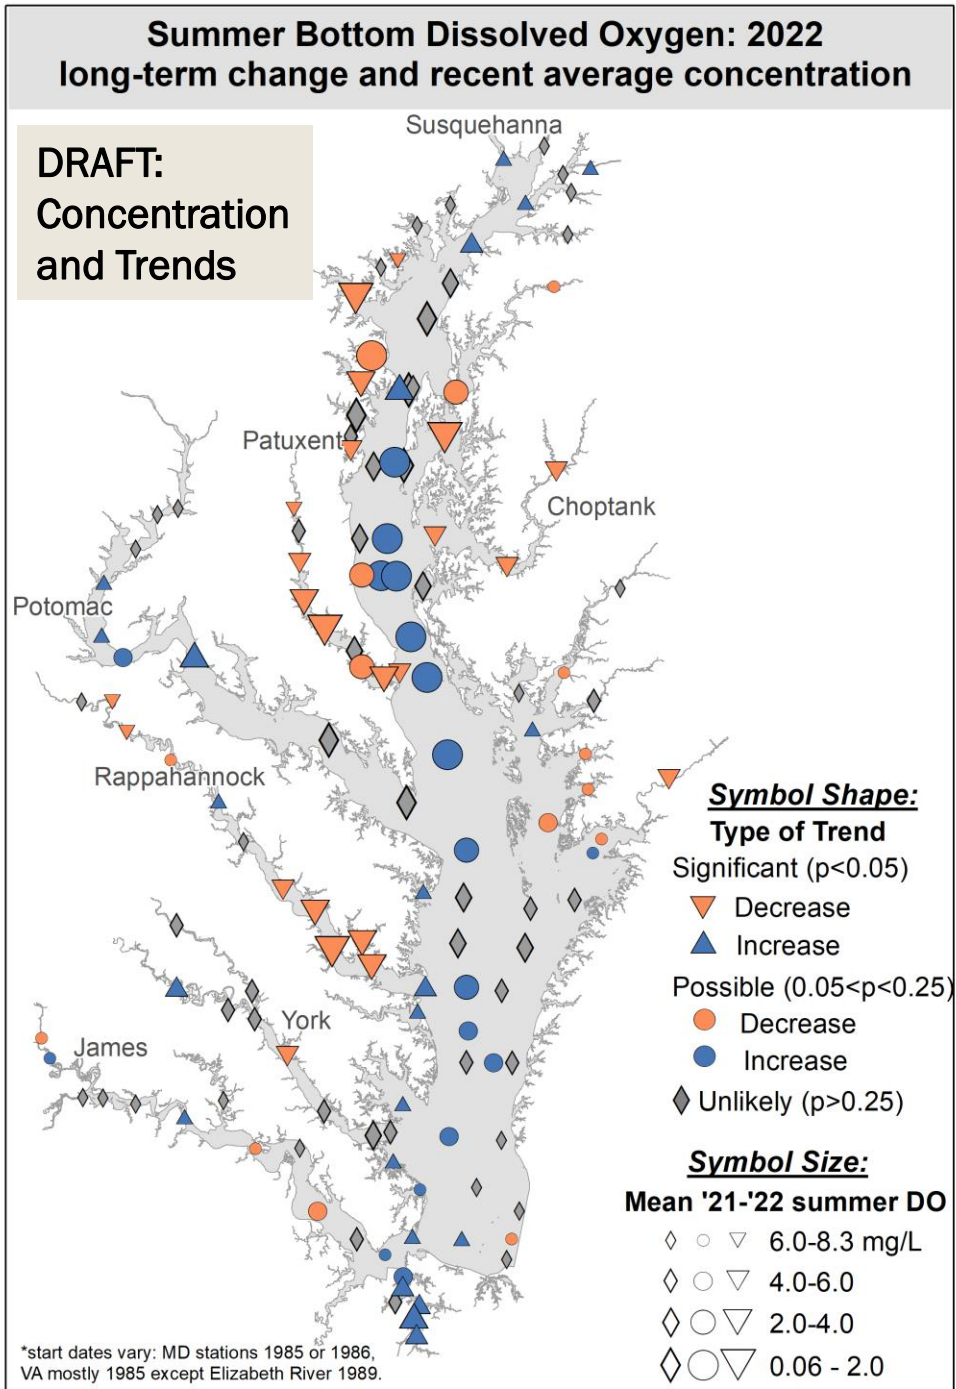 Summer Bottom Dissolved Oxygen: 2022
long-term change and recent average concentration
DRAFT:
Concentration
and Trends
Susquehanna
Patuxent
Choptank
Potomac
Rappahannock
York
James
Symbol Shape:
Type of Trend
Significant (p<0.05)
Decrease
Increase
Possible (0.05<p<0.25)
Decrease
Increase
Unlikely (p>0.25)
Symbol Size:
Mean '21-'22 summer DO
6.0-8.3 mg/L
4.0-6.0
2.0-4.0
0.06 - 2.0
*start dates vary: MD stations 1985 or 1986,
VA mostly 1985 except Elizabeth River 1989.